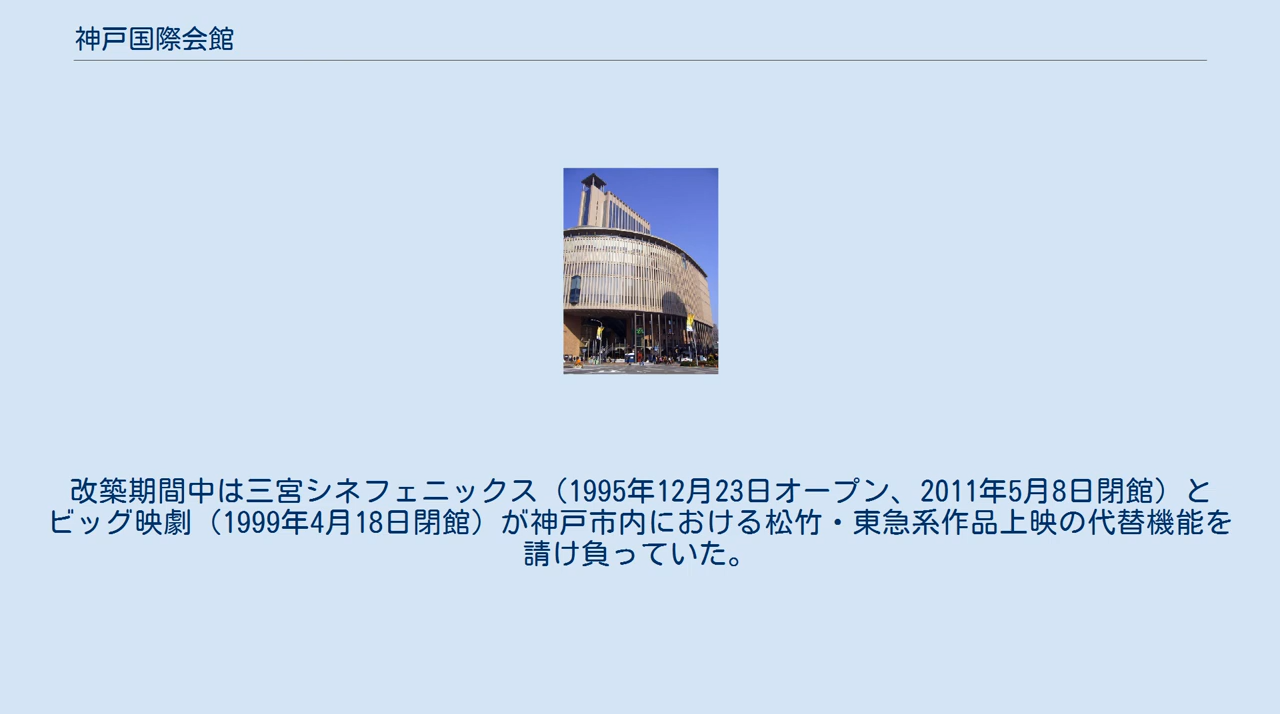 神戸国際会館
改築期間中は三宮シネフェニックス（1995年12月23日オープン、2011年5月8日閉館）と
ビッグ映劇（1999年4月18日閉館）が神戸市内における松竹・東急系作品上映の代替機能を
請け負っていた。